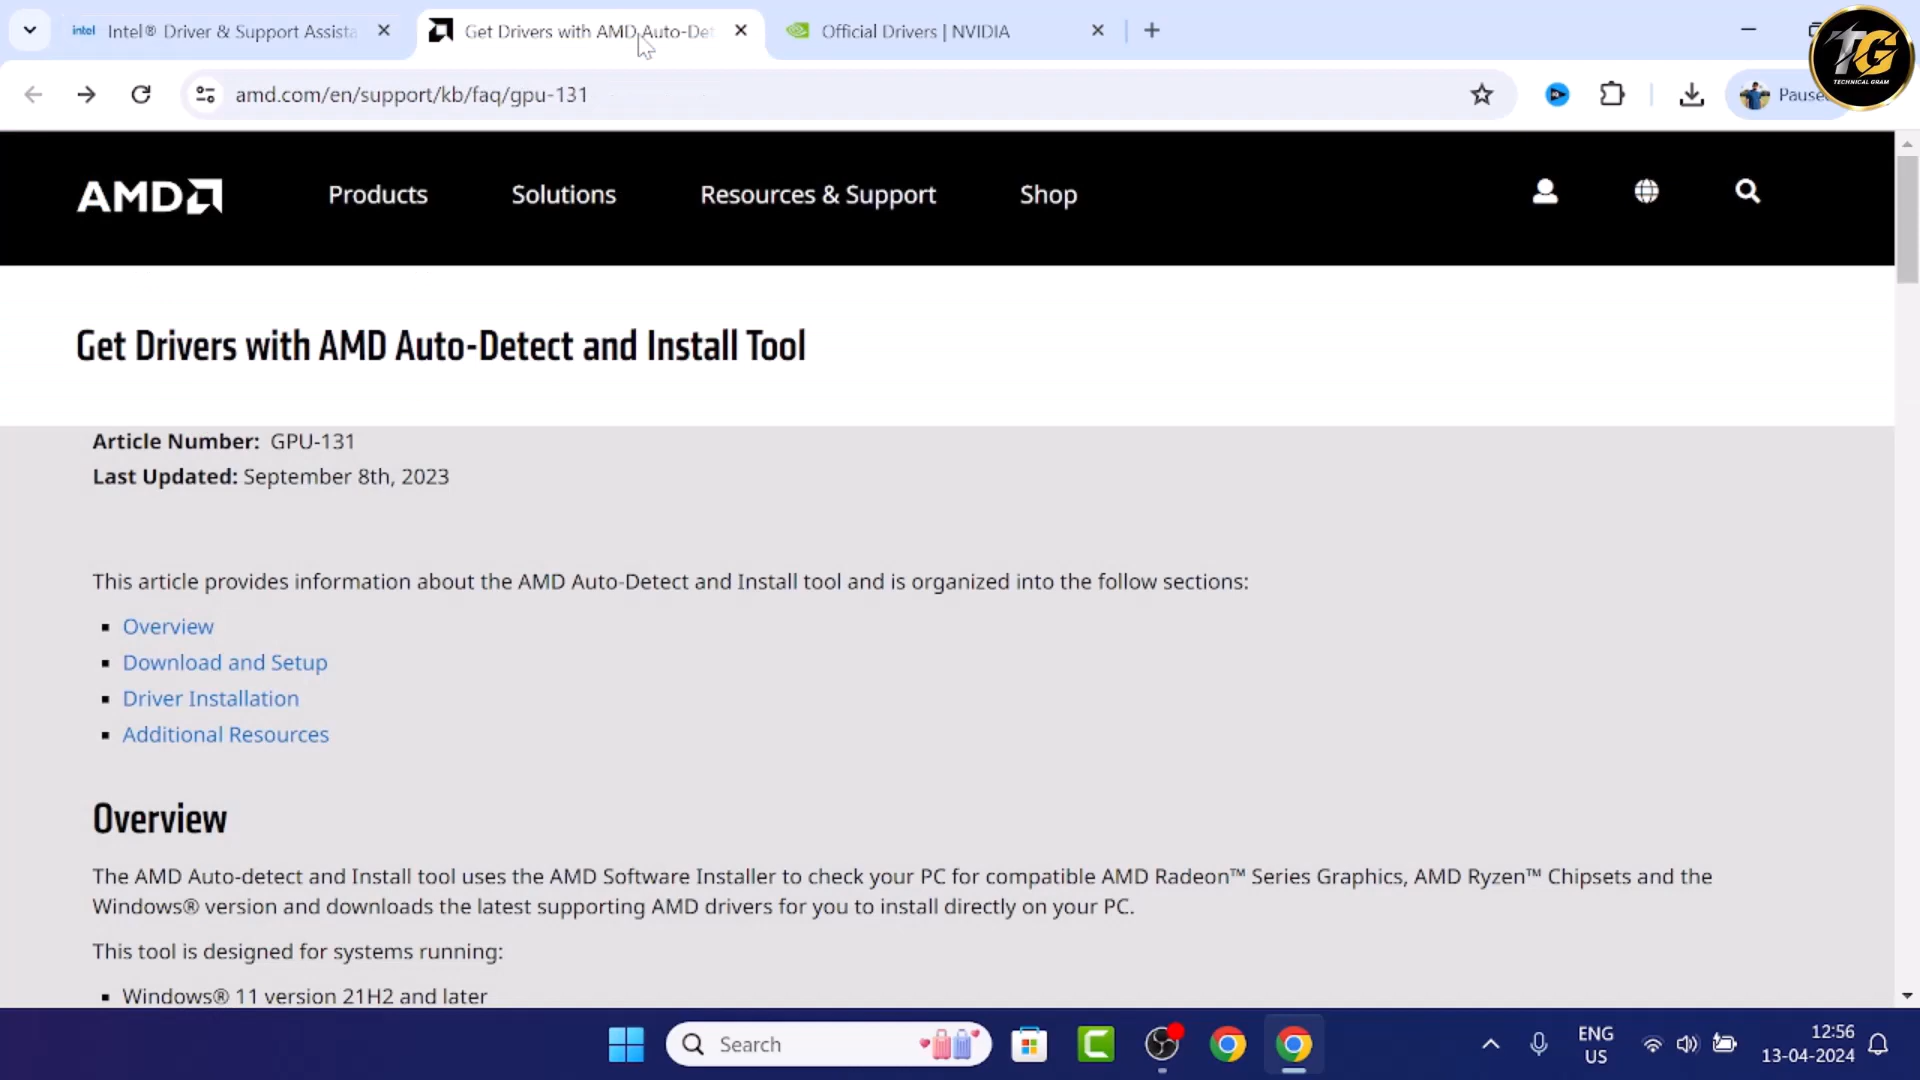 intel Intel® Driver & Support Assista
Get Drivers with AMD Auto-Det
Official Drivers | NVIDIA
amd.com/en/support/kb/faq/gpu-131
Pause
TG
TECHNICAL GRAM
AMD
Products
Solutions
Resources & Support
Shop
Get Drivers with AMD Auto-Detect and Install Tool
Article Number: GPU-131
Last Updated: September 8th, 2023
This article provides information about the AMD Auto-Detect and Install tool and is organized into the follow sections:
Overview
Download and Setup
Driver Installation
Additional Resources
Overview
The AMD Auto-detect and Install tool uses the AMD Software Installer to check your PC for compatible AMD Radeon™ Series Graphics, AMD Ryzen™ Chipsets and the
Windows® version and downloads the latest supporting AMD drivers for you to install directly on your PC.
This tool is designed for systems running:
Windows® 11 version 21H2 and later
Search
ENG
US
12:56
13-04-2024